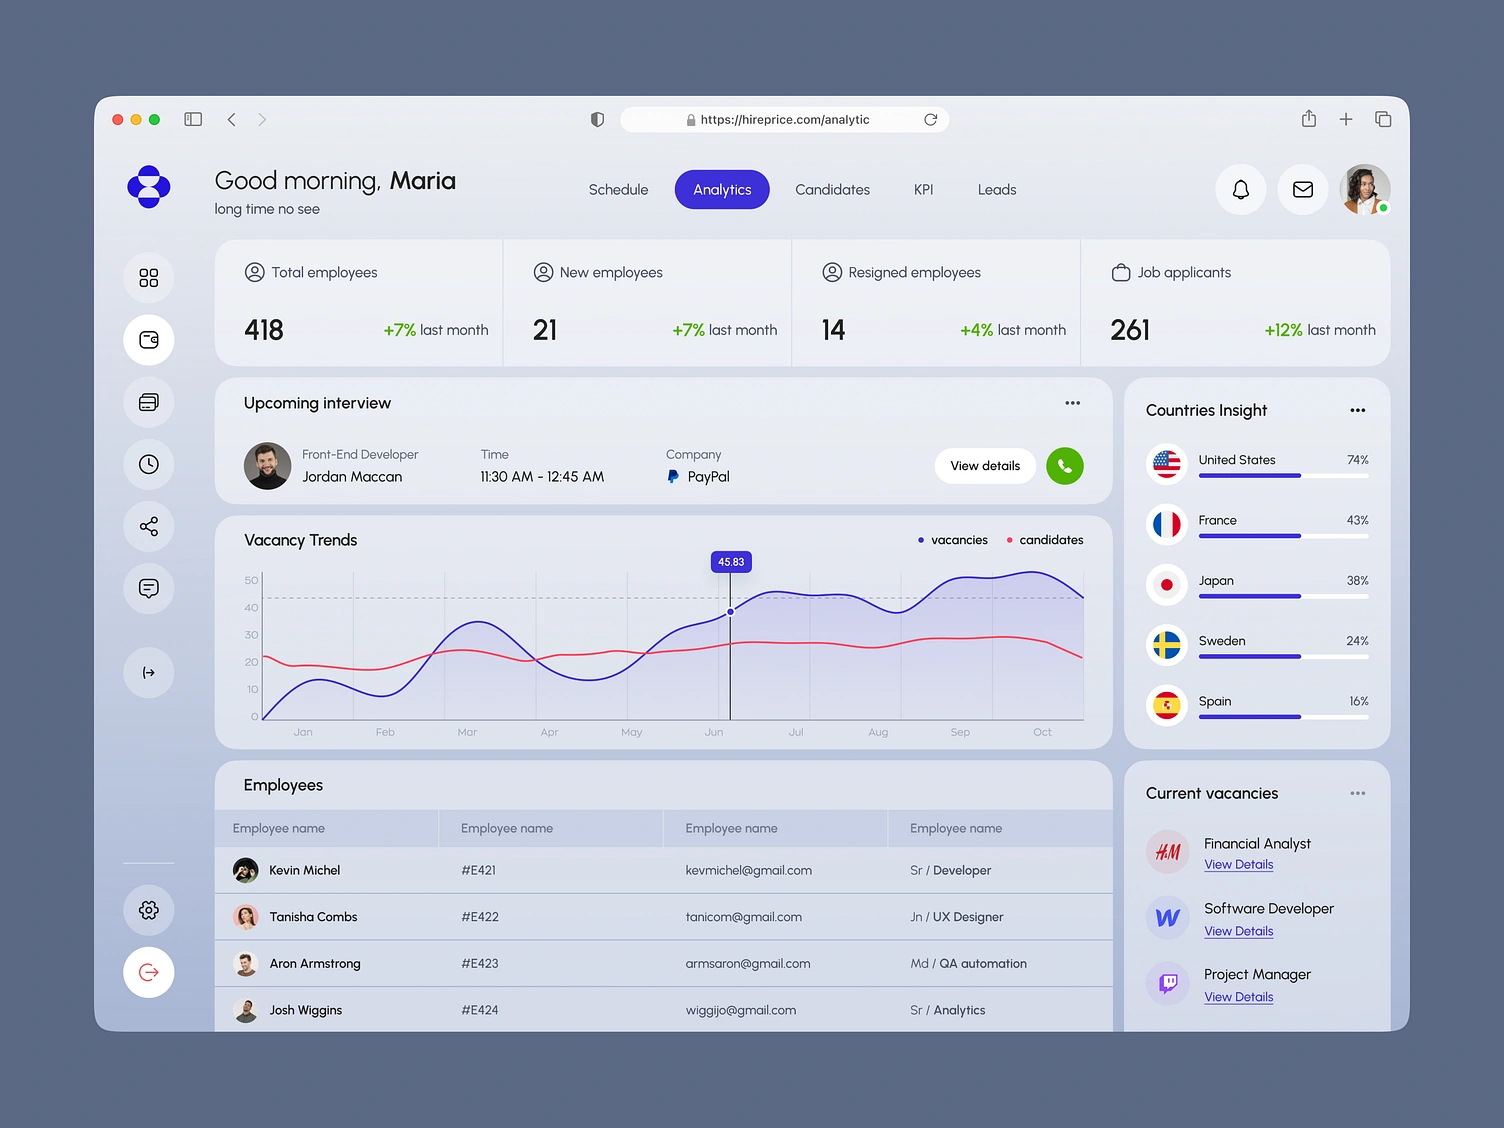 https://hireprice.com/analytic
Good morning, Maria
long time no see
Schedule
Analytics
Candidates
KPI
Leads
Total employees
418
+7% last month
New employees
21
+7% last month
Resigned employees
14
+4% last month
Job applicants
261
+12% last month
Upcoming interview
Front-End Developer
Jordan Maccan
Time
11:30 AM - 12:45 AM
Company
PayPal
View details
Countries Insight
United States 74%
France 43%
Japan 38%
Sweden 24%
Spain 16%
Vacancy Trends
vacancies
candidates
45.83
50
40
30
20
10
0
Jan Feb Mar Apr May Jun Jul Aug Sep Oct
Employees
Employee name Employee name Employee name Employee name
Kevin Michel #E421 kevmichel@gmail.com Sr / Developer
Tanisha Combs #E422 tanicom@gmail.com Jn / UX Designer
Aron Armstrong #E423 armsaron@gmail.com Md / QA automation
Josh Wiggins #E424 wiggijo@gmail.com Sr / Analytics
Current vacancies
H&M
Financial Analyst
View Details
W
Software Developer
View Details
Project Manager
View Details